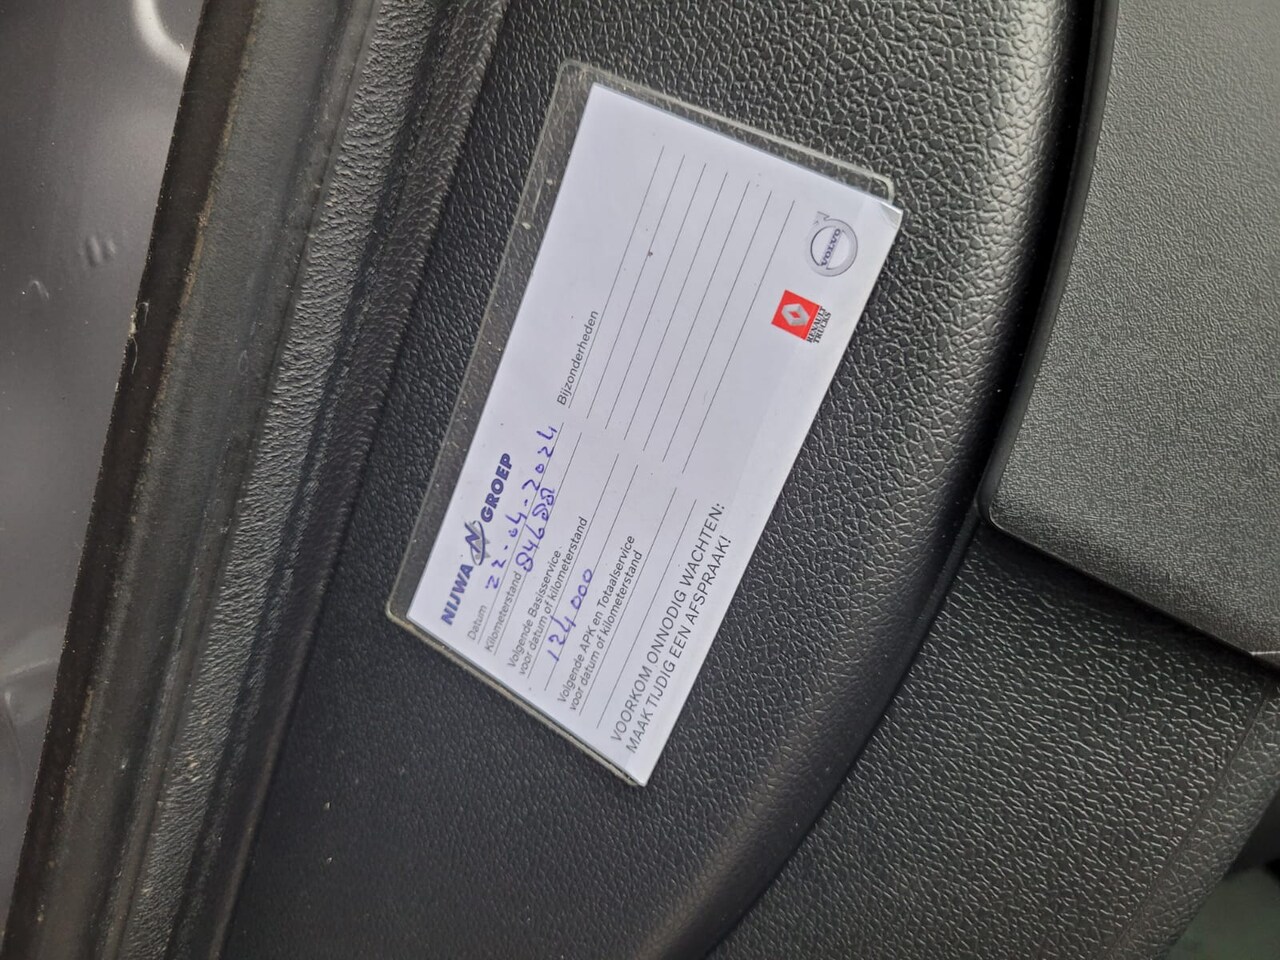 NIJWA GROEP
Datum 22-04-2024
Kilometerstand 84688
Volgende Basisservice
voor datum of kilometerstand
124000
Volgende APK en Totaalservice
voor datum of kilometerstand
Bijzonderheden
VOORKOM ONNODIG WACHTEN:
MAAK TIJDIG EEN AFSPRAAK!
RENAULT
TRUCKS
VOLVO